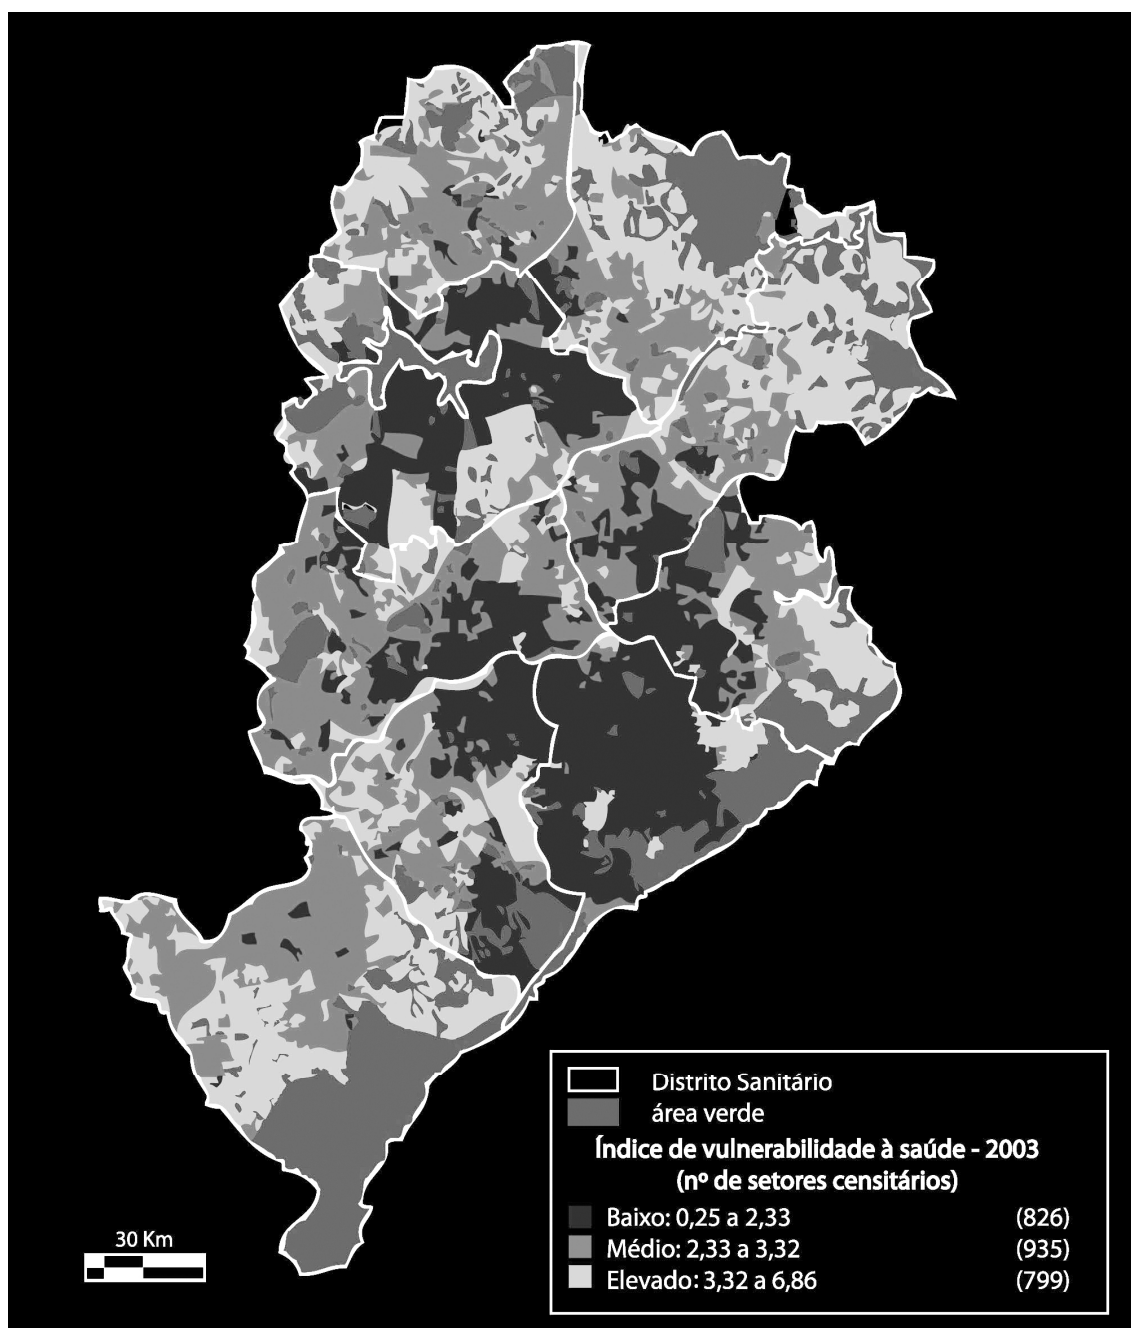 Distrito Sanitário
área verde
Índice de vulnerabilidade à saúde - 2003
(nº de setores censitários)
Baixo: 0,25 a 2,33 (826)
Médio: 2,33 a 3,32 (935)
Elevado: 3,32 a 6,86 (799)
30 Km